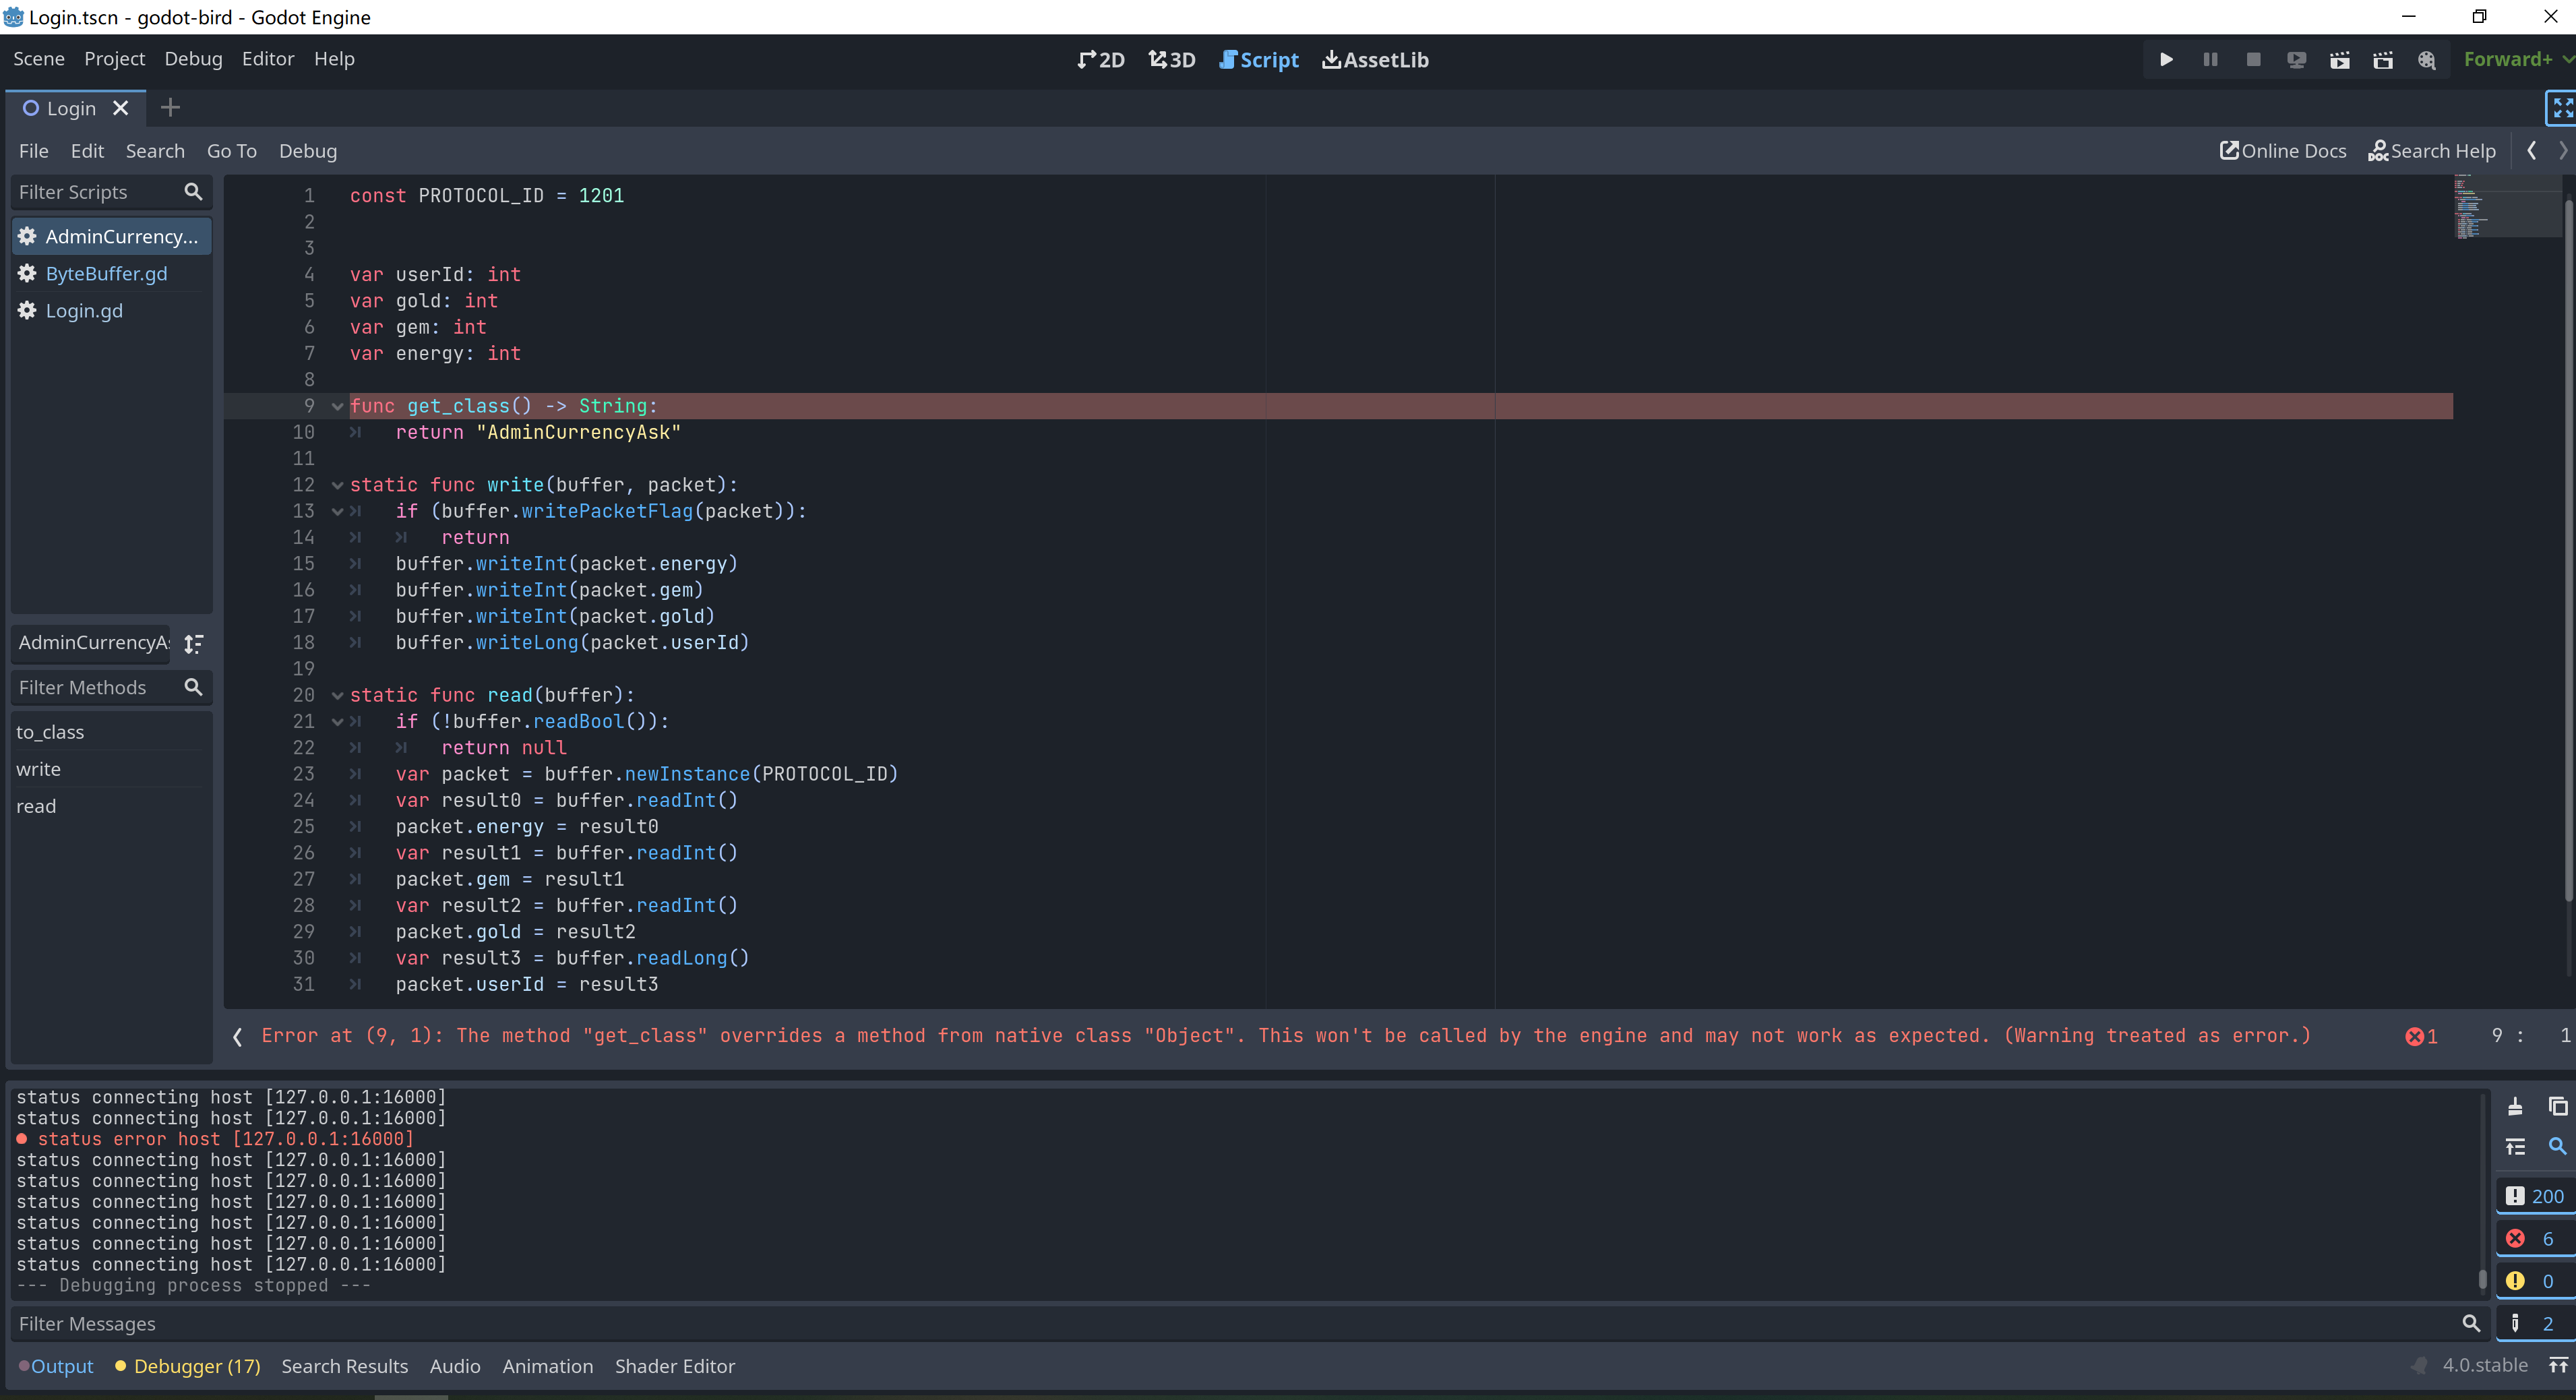 Login.tscn - godot-bird - Godot Engine
Scene Project Debug Editor Help
2D 3D Script AssetLib
Forward+
Login
File Edit Search Go To Debug
Online Docs Search Help
Filter Scripts
AdminCurrency...
ByteBuffer.gd
Login.gd
AdminCurrencyA
Filter Methods
to_class
write
read
1 const PROTOCOL_ID = 1201
2
3
4 var userId: int
5 var gold: int
6 var gem: int
7 var energy: int
8
9 func get_class() -> String:
10 return "AdminCurrencyAsk"
11
12 static func write(buffer, packet):
13 if (buffer.writePacketFlag(packet)):
14 return
15 buffer.writeInt(packet.energy)
16 buffer.writeInt(packet.gem)
17 buffer.writeInt(packet.gold)
18 buffer.writeLong(packet.userId)
19
20 static func read(buffer):
21 if (!buffer.readBool()):
22 return null
23 var packet = buffer.newInstance(PROTOCOL_ID)
24 var result0 = buffer.readInt()
25 packet.energy = result0
26 var result1 = buffer.readInt()
27 packet.gem = result1
28 var result2 = buffer.readInt()
29 packet.gold = result2
30 var result3 = buffer.readLong()
31 packet.userId = result3
Error at (9, 1): The method "get_class" overrides a method from native class "Object". This won't be called by the engine and may not work as expected. (Warning treated as error.)
1 9 : 1
status connecting host [127.0.0.1:16000]
status connecting host [127.0.0.1:16000]
status error host [127.0.0.1:16000]
status connecting host [127.0.0.1:16000]
status connecting host [127.0.0.1:16000]
status connecting host [127.0.0.1:16000]
status connecting host [127.0.0.1:16000]
status connecting host [127.0.0.1:16000]
status connecting host [127.0.0.1:16000]
--- Debugging process stopped ---
200
6
0
2
Filter Messages
Output Debugger (17) Search Results Audio Animation Shader Editor
4.0.stable